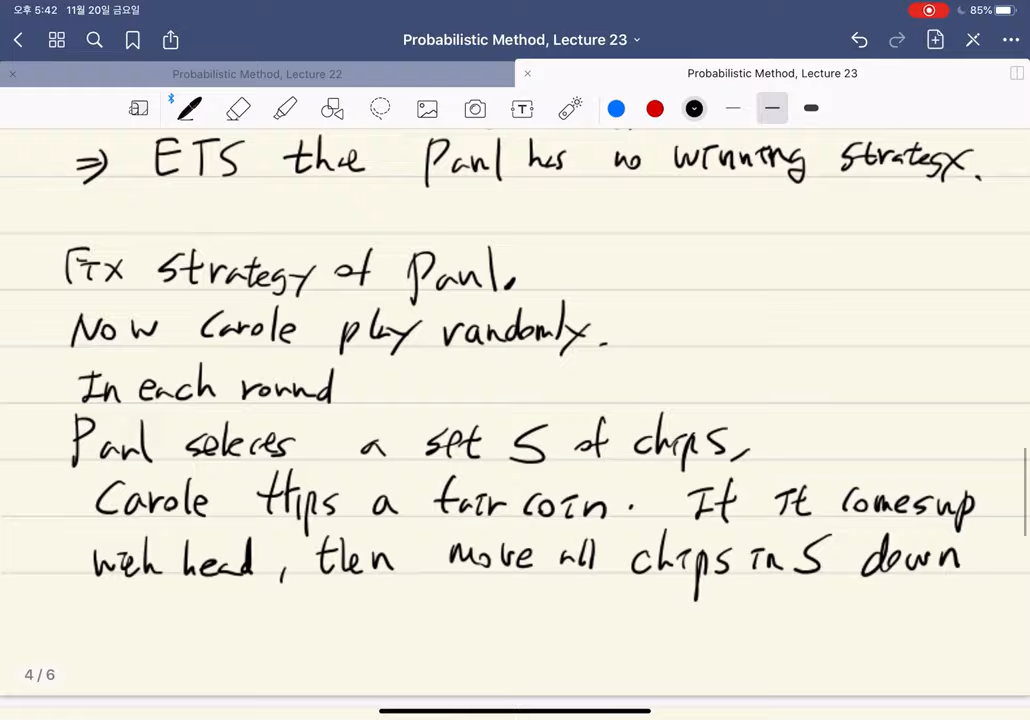 오후 5:42 11월 20일 금요일
85%
Probabilistic Method, Lecture 23
Probabilistic Method, Lecture 22
Probabilistic Method, Lecture 23
⇒ ETS that Paul has no winning strategy.
Fix strategy of Paul.
Now Carole play randomly.
In each round
Paul selects a set S of chips,
Carole flips a fair coin. If it comes up
with head, then move all chips in S down
4 / 6